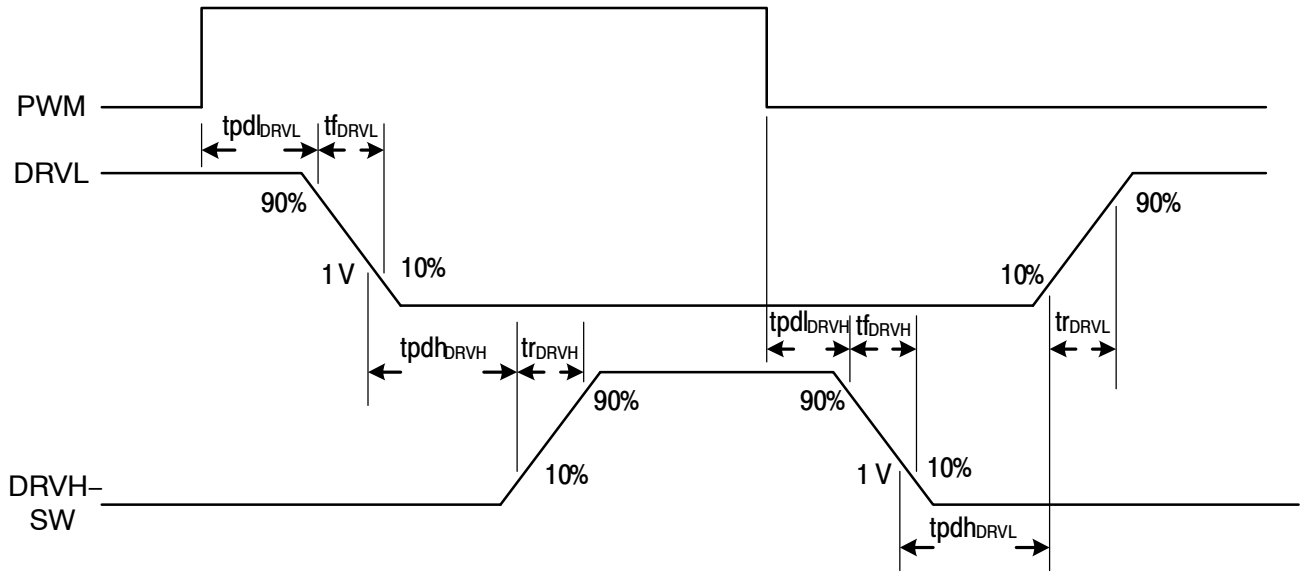 PWM
tpdlDRVL
tfDRVL
DRVL
90%
90%
1 V
10%
10%
tpdlDRVH
tfDRVH
trDRVL
tpdhDRVH
trDRVH
90%
90%
10%
1 V
10%
DRVH–
SW
tpdhDRVL